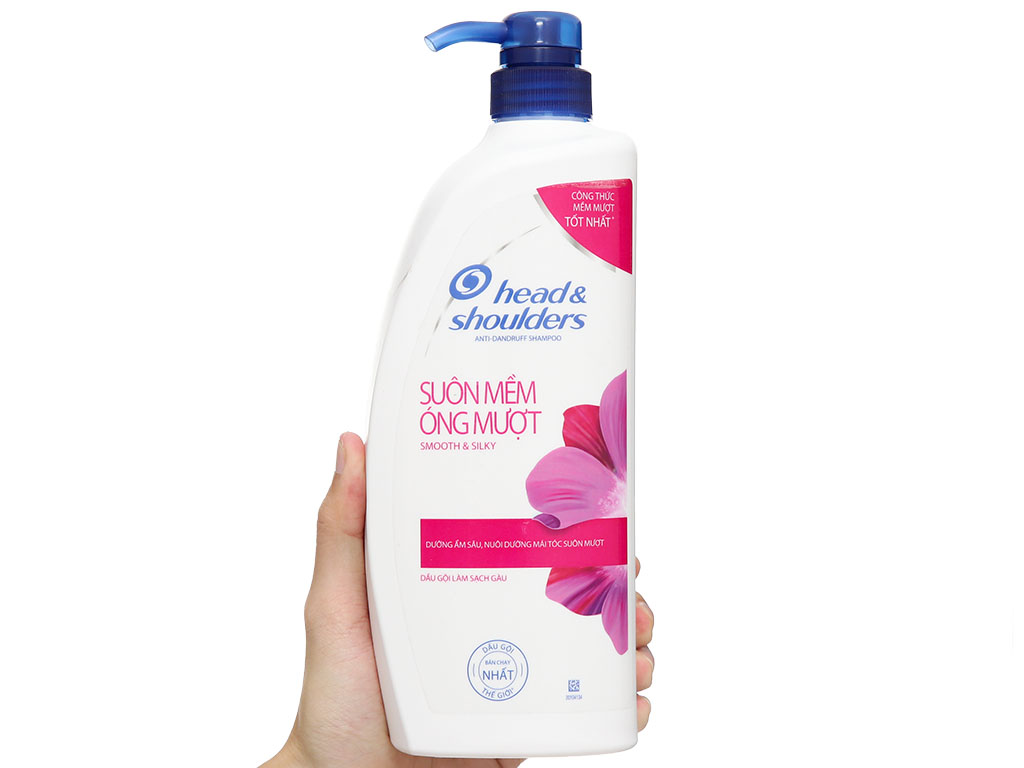 CÔNG THỨC
MỀM MƯỢT
TỐT NHẤT*
head &
shoulders
ANTI-DANDRUFF SHAMPOO
SUÔN MỀM
ÓNG MƯỢT
SMOOTH & SILKY
DƯỠNG ẨM SÂU, NUÔI DƯỠNG MÁI TÓC SUÔN MƯỢT
DẦU GỘI LÀM SẠCH GÀU
DẦU GỘI
BÁN CHẠY
NHẤT
THẾ GIỚI*